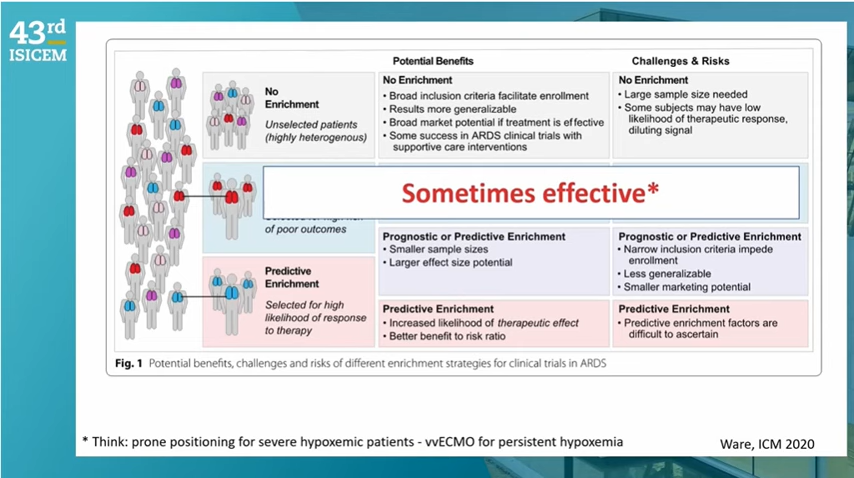 43rd
ISICEM
Potential Benefits
Challenges & Risks
No
Enrichment
Unselected patients
(highly heterogenous)
No Enrichment
• Broad inclusion criteria facilitate enrollment
• Results more generalizable
• Broad market potential if treatment is effective
• Some success in ARDS clinical trials with
supportive care interventions
No Enrichment
• Large sample size needed
• Some subjects may have low
likelihood of therapeutic response,
diluting signal
Sometimes effective*
of poor outcomes
Prognostic or Predictive Enrichment
• Smaller sample sizes
• Larger effect size potential
Prognostic or Predictive Enrichment
• Narrow inclusion criteria impede
enrollment
• Less generalizable
• Smaller marketing potential
Predictive
Enrichment
Selected for high
likelihood of response
to therapy
Predictive Enrichment
• Increased likelihood of therapeutic effect
• Better benefit to risk ratio
Predictive Enrichment
• Predictive enrichment factors are
difficult to ascertain
Fig. 1 Potential benefits, challenges and risks of different enrichment strategies for clinical trials in ARDS
* Think: prone positioning for severe hypoxemic patients - vvECMO for persistent hypoxemia
Ware, ICM 2020